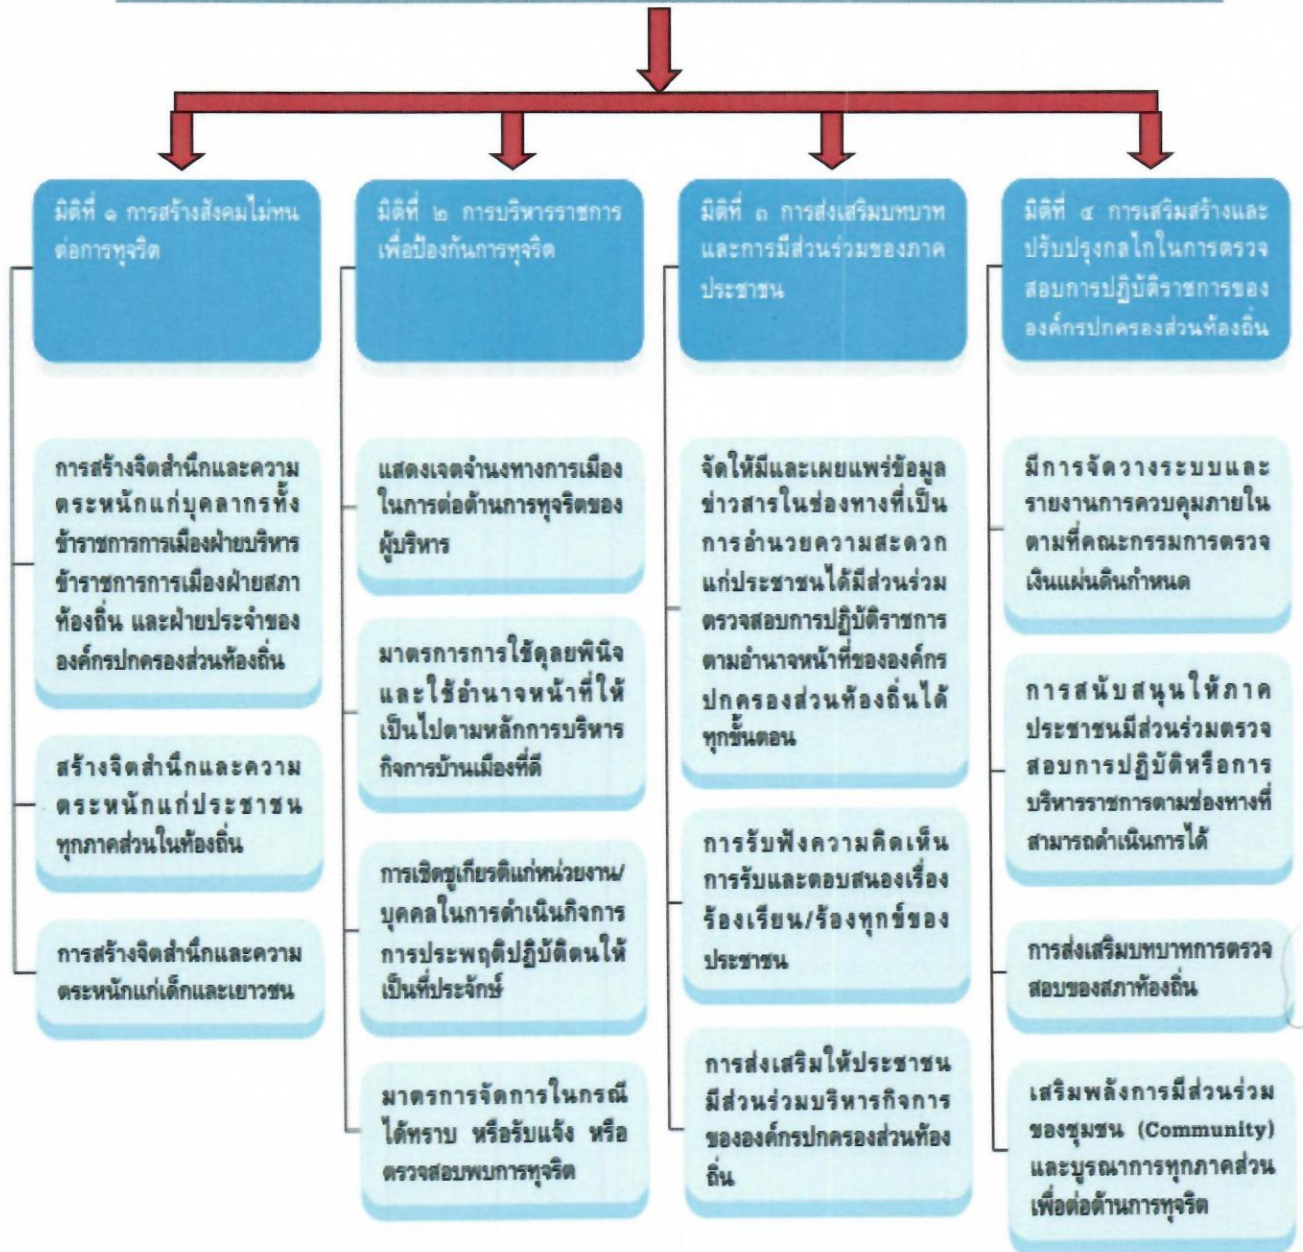 มิติที่ ๑ การสร้างสังคมไม่ทน
ต่อการทุจริต
การสร้างจิตสำนึกและความ
ตระหนักแก่บุคลากรทั้ง
ข้าราชการการเมืองฝ่ายบริหาร
ข้าราชการการเมืองฝ่ายสภา
ท้องถิ่น และฝ่ายประจำของ
องค์กรปกครองส่วนท้องถิ่น
สร้างจิตสำนึกและความ
ตระหนักแก่ประชาชน
ทุกภาคส่วนในท้องถิ่น
การสร้างจิตสำนึกและความ
ตระหนักแก่เด็กและเยาวชน
มิติที่ ๒ การบริหารราชการ
เพื่อป้องกันการทุจริต
แสดงเจตจำนงทางการเมือง
ในการต่อต้านการทุจริตของ
ผู้บริหาร
มาตรการการใช้ดุลยพินิจ
และใช้อำนาจหน้าที่ให้
เป็นไปตามหลักการบริหาร
กิจการบ้านเมืองที่ดี
การเชิดชูเกียรติแก่หน่วยงาน/
บุคคลในการดำเนินกิจการ
การประพฤติปฏิบัติตนให้
เป็นที่ประจักษ์
มาตรการจัดการในกรณี
ได้ทราบ หรือรับแจ้ง หรือ
ตรวจสอบพบการทุจริต
มิติที่ ๓ การส่งเสริมบทบาท
และการมีส่วนร่วมของภาค
ประชาชน
จัดให้มีและเผยแพร่ข้อมูล
ข่าวสารในช่องทางที่เป็น
การอำนวยความสะดวก
แก่ประชาชนได้มีส่วนร่วม
ตรวจสอบการปฏิบัติราชการ
ตามอำนาจหน้าที่ขององค์กร
ปกครองส่วนท้องถิ่นได้
ทุกขั้นตอน
การรับฟังความคิดเห็น
การรับและตอบสนองเรื่อง
ร้องเรียน/ร้องทุกข์ของ
ประชาชน
การส่งเสริมให้ประชาชน
มีส่วนร่วมบริหารกิจการ
ขององค์กรปกครองส่วนท้อง
ถิ่น
มิติที่ ๔ การเสริมสร้างและ
ปรับปรุงกลไกในการตรวจ
สอบการปฏิบัติราชการของ
องค์กรปกครองส่วนท้องถิ่น
มีการจัดวางระบบและ
รายงานการควบคุมภายใน
ตามที่คณะกรรมการตรวจ
เงินแผ่นดินกำหนด
การสนับสนุนให้ภาค
ประชาชนมีส่วนร่วมตรวจ
สอบการปฏิบัติหรือการ
บริหารราชการตามช่องทางที่
สามารถดำเนินการได้
การส่งเสริมบทบาทการตรวจ
สอบของสภาท้องถิ่น
เสริมพลังการมีส่วนร่วม
ของชุมชน (Community)
และบูรณาการทุกภาคส่วน
เพื่อต่อต้านการทุจริต